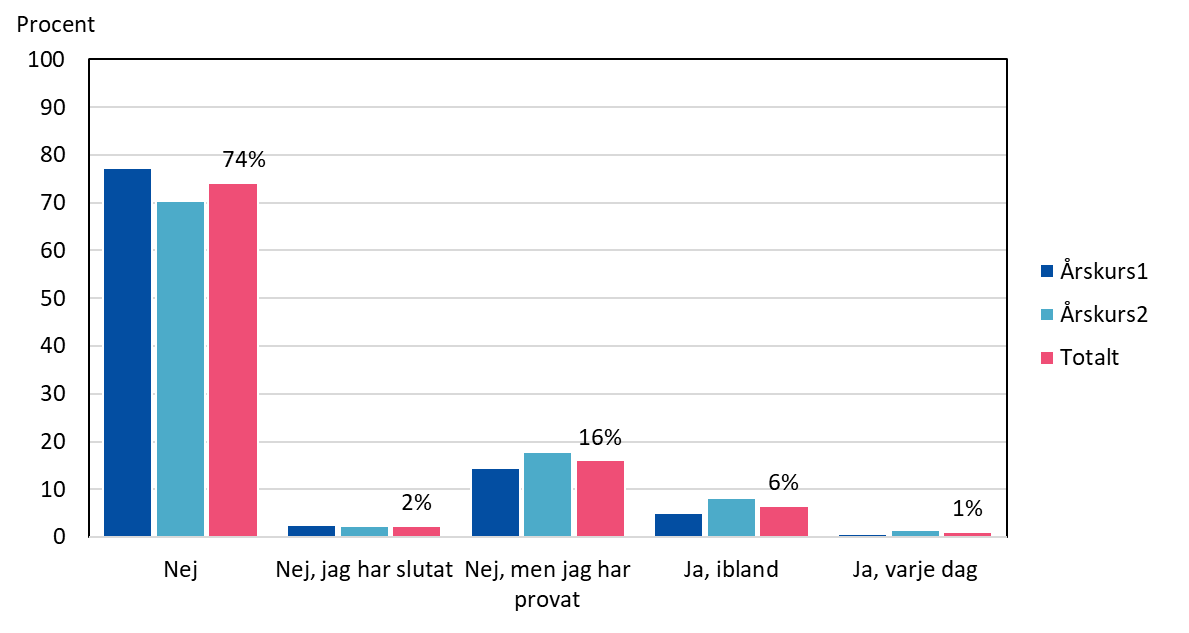 Procent
100
90
80
70
60
50
40
30
20
10
0
74%
2%
16%
6%
1%
Nej
Nej, jag har slutat
Nej, men jag har
provat
Ja, ibland
Ja, varje dag
Årskurs1
Årskurs2
Totalt